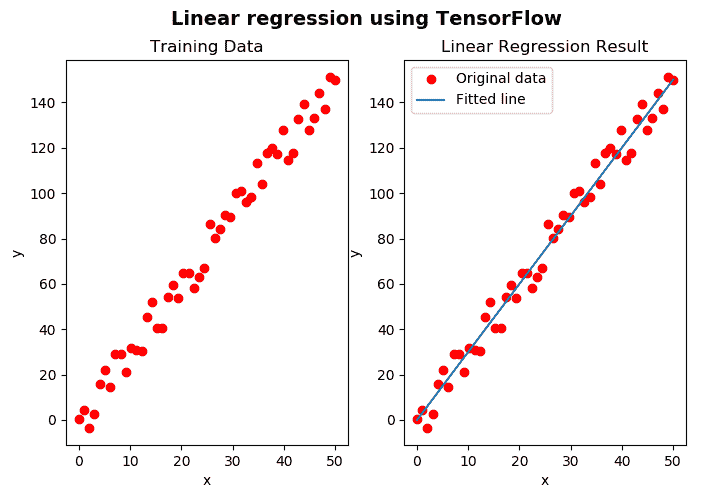 Linear regression using TensorFlow
Training Data
y
140
120
100
80
60
40
20
0
0 10 20 30 40 50
x
Linear Regression Result
Original data
Fitted line
y
140
120
100
80
60
40
20
0
0 10 20 30 40 50
x